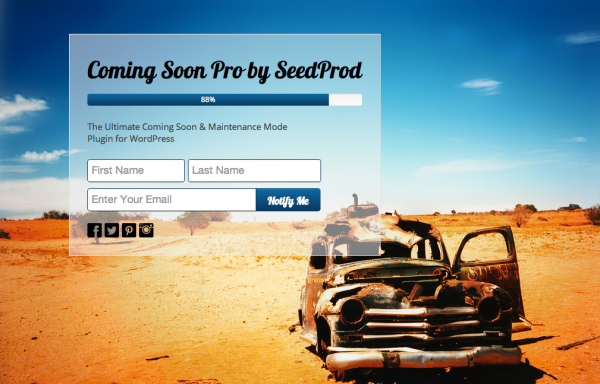 Coming Soon Pro by SeedProd
88%
The Ultimate Coming Soon & Maintenance Mode
Plugin for WordPress
First Name Last Name
Enter Your Email Notify Me